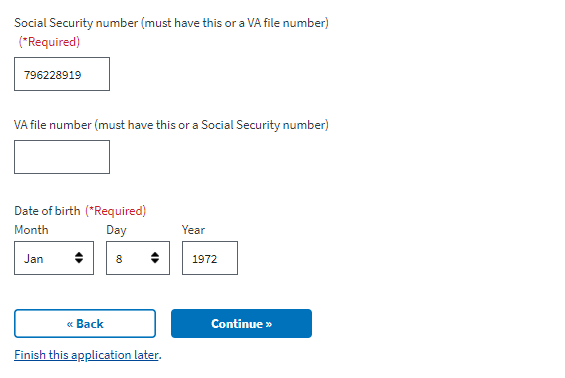 Social Security number (must have this or a VA file number)
(*Required)
796228919
VA file number (must have this or a Social Security number)
Date of birth (*Required)
Month Day Year
Jan 8 1972
« Back Continue »
Finish this application later.